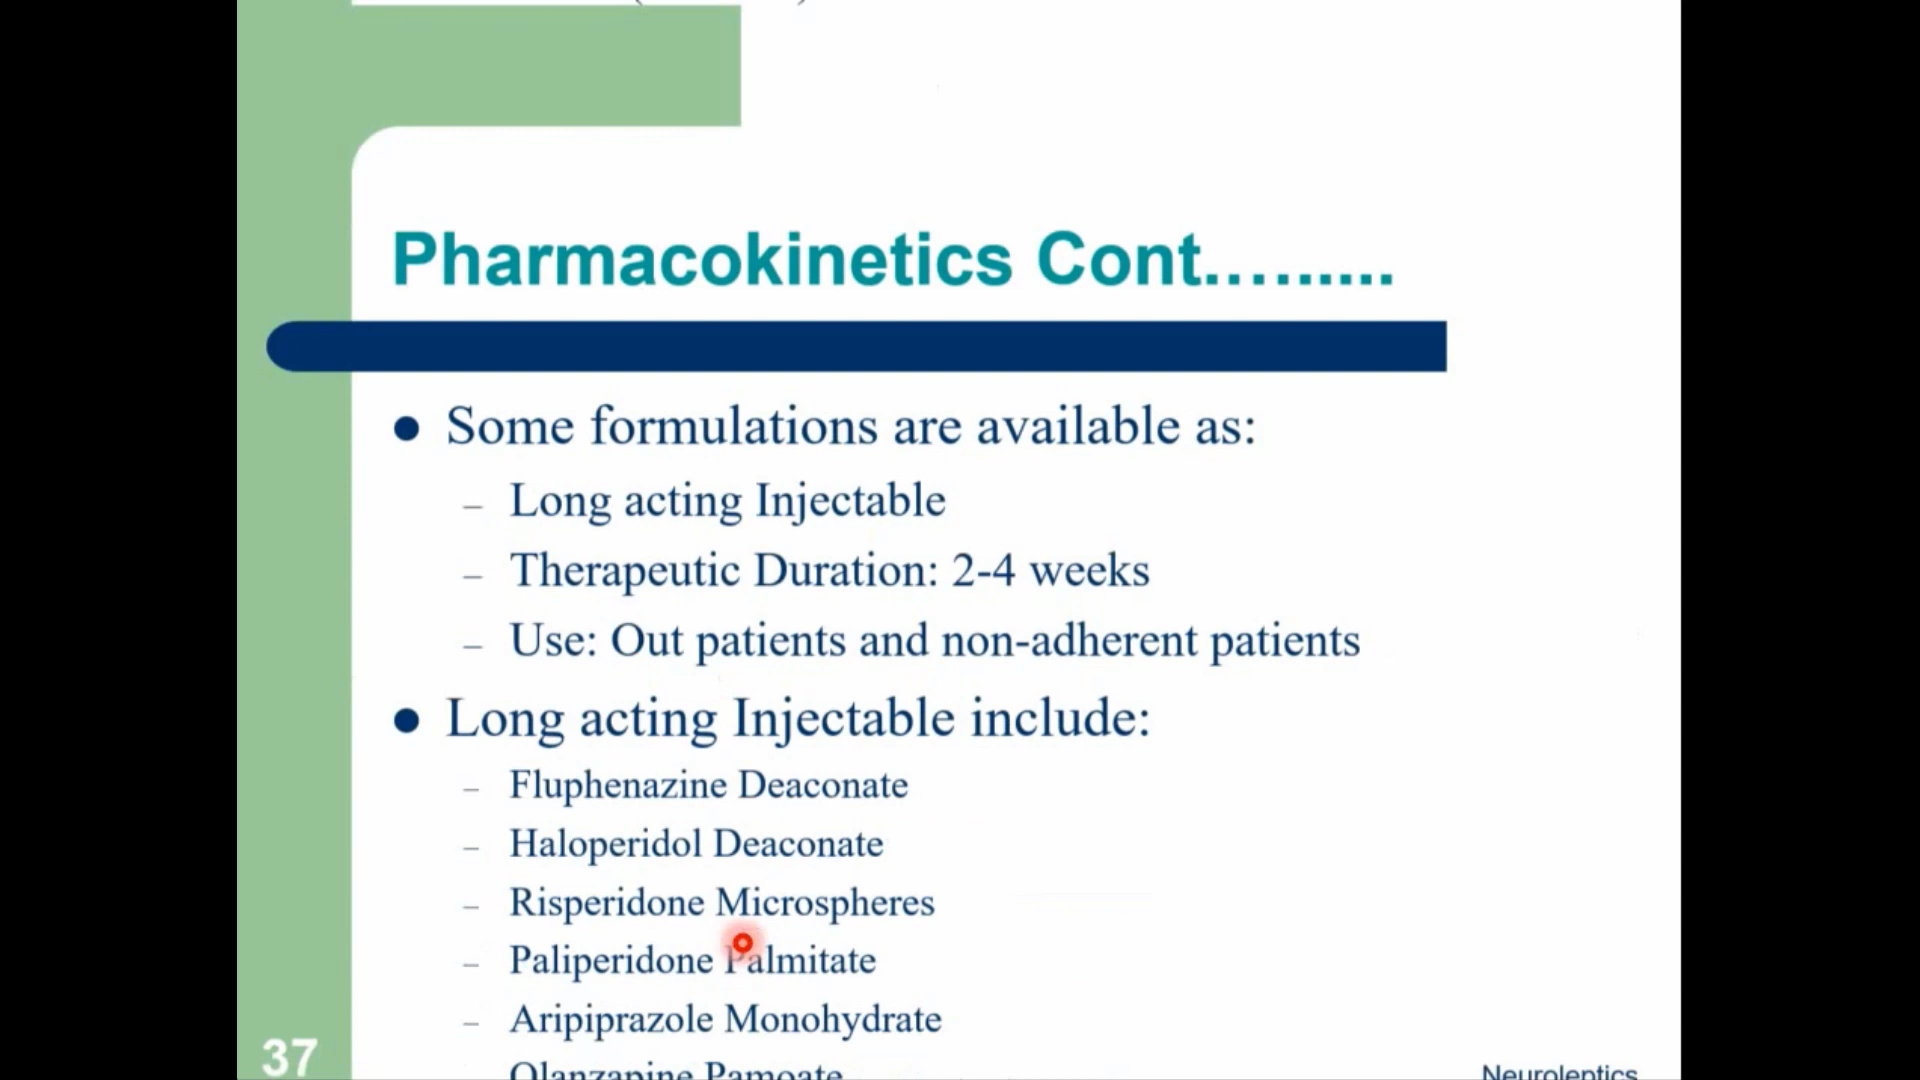 Pharmacokinetics Cont.…......
Some formulations are available as:
– Long acting Injectable
– Therapeutic Duration: 2-4 weeks
– Use: Out patients and non-adherent patients
Long acting Injectable include:
– Fluphenazine Deaconate
– Haloperidol Deaconate
– Risperidone Microspheres
– Paliperidone Palmitate
– Aripiprazole Monohydrate
Olanzapine Pamoate
37
Neuroleptics